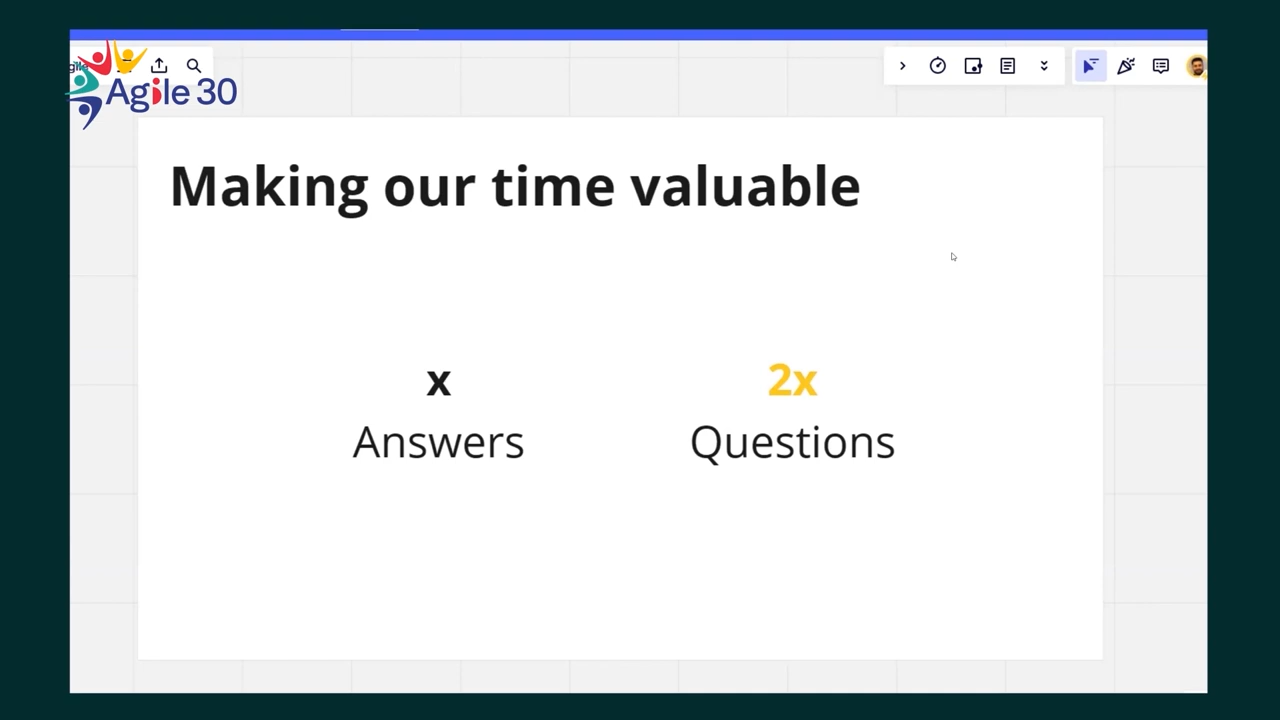 Agile 30
Making our time valuable
x
Answers
2x
Questions